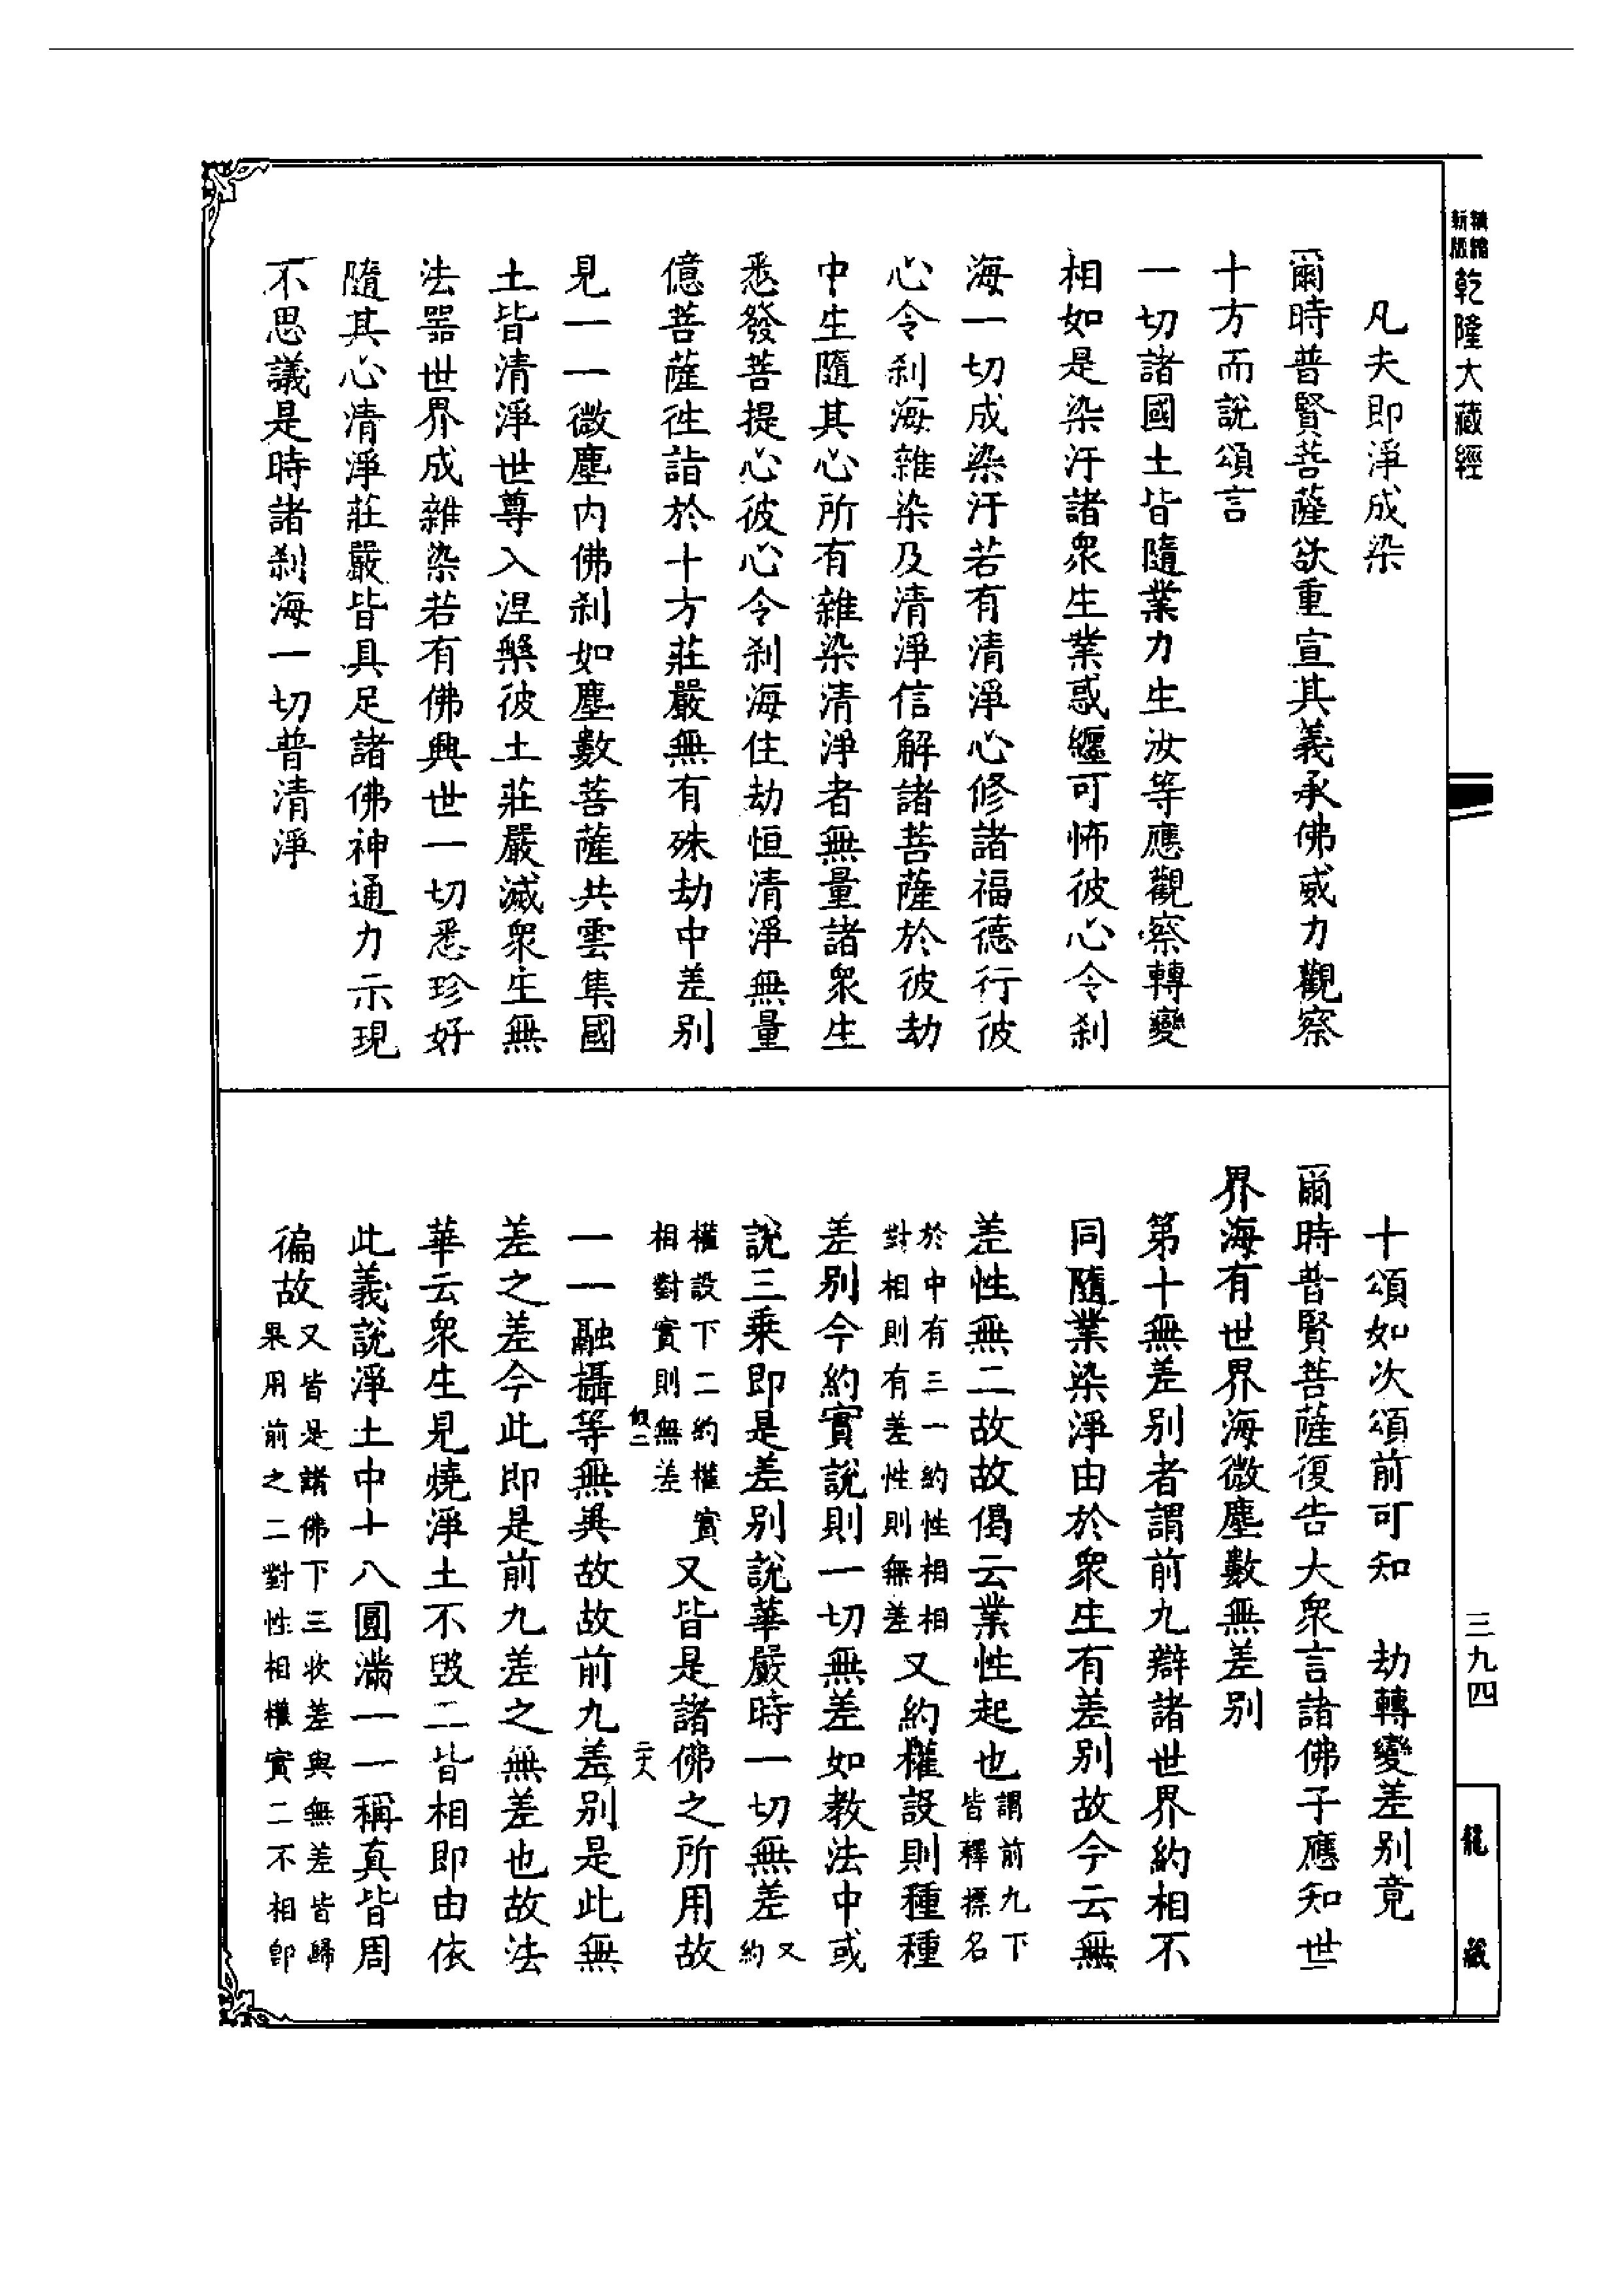 新版精縮乾隆大藏經
凡夫即淨成染
爾時普賢菩薩欲重宣其義承佛威力觀察
十方而說頌言
一切諸國土皆隨業力生汝等應觀察轉變
相如是染汙諸衆生業惑纏可怖彼心令刹
海一切成染汙若有清淨心修諸福德行彼
心令刹海雜染及清淨信解諸菩薩於彼劫
中生隨其心所有雜染清淨者無量諸衆生
悉發菩提心彼心令刹海住劫恒清淨無量
億菩薩徃詣於十方莊嚴無有殊劫中差别
見一一微塵内佛刹如塵數菩薩共雲集國
土皆清淨世尊入涅槃彼土莊嚴滅衆生無
法器世界成雜染若有佛興世一切悉珍好
隨其心清淨莊嚴皆具足諸佛神通力示現
不思議是時諸刹海一切普清淨
十頌如次頌前可知　劫轉變差别竟
爾時普賢菩薩復告大衆言諸佛子應知世
界海有世界海微塵數無差别
第十無差别者謂前九辯諸世界約相不
同隨業染淨由於衆生有差别故今云無
差性無二故故偈云業性起也謂前九下皆釋標名
於中有三一約性相相對相則有差性則無差又約權設則種種
差别今約實說則一切無差如教法中或
說三乗即是差别說華嚴時一切無差又約
權設下二約權實相對實則無差又皆是諸佛之所用故
一一融攝等無異故故前九差别是此無
差之差今此即是前九差之無差也故法
華云衆生見燒淨土不毁二皆相即由依
此義說淨土中十八圓滿一一稱真皆周
徧故又皆是諸佛下三收差與無差皆歸果用前之二對性相權實二不相卽
三九四
龍藏